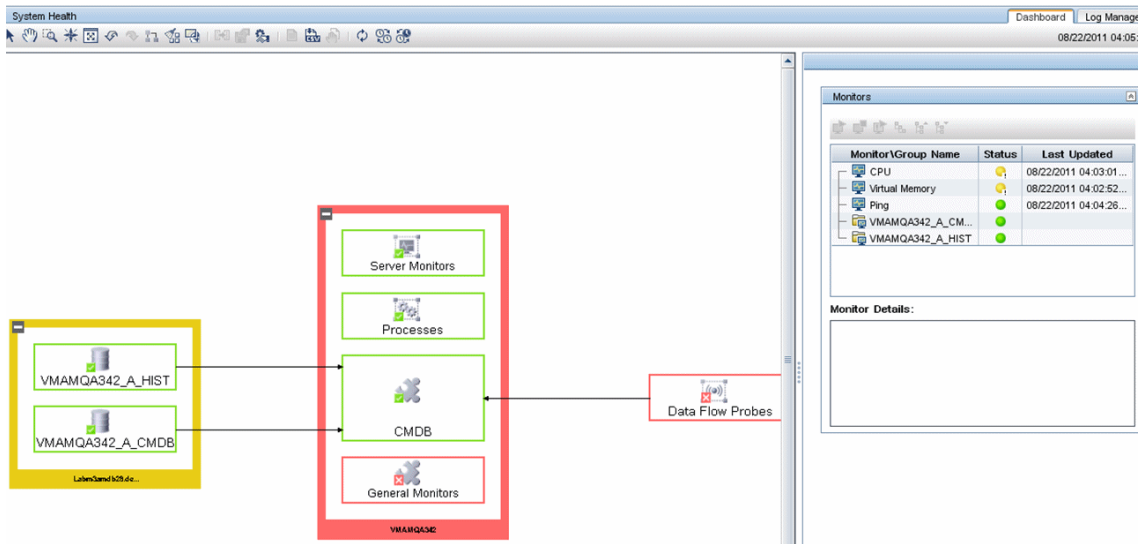 System Health
Dashboard
Log Manage
08/22/2011 04:05:
Monitors
Monitor\Group Name Status Last Updated
CPU 08/22/2011 04:03:01...
Virtual Memory 08/22/2011 04:02:52...
Ping 08/22/2011 04:04:26...
VMAMQA342_A_CM...
VMAMQA342_A_HIST
Monitor Details:
Server Monitors
Processes
VMAMQA342_A_HIST
VMAMQA342_A_CMDB
CMDB
Data Flow Probes
General Monitors
VMAMQA342